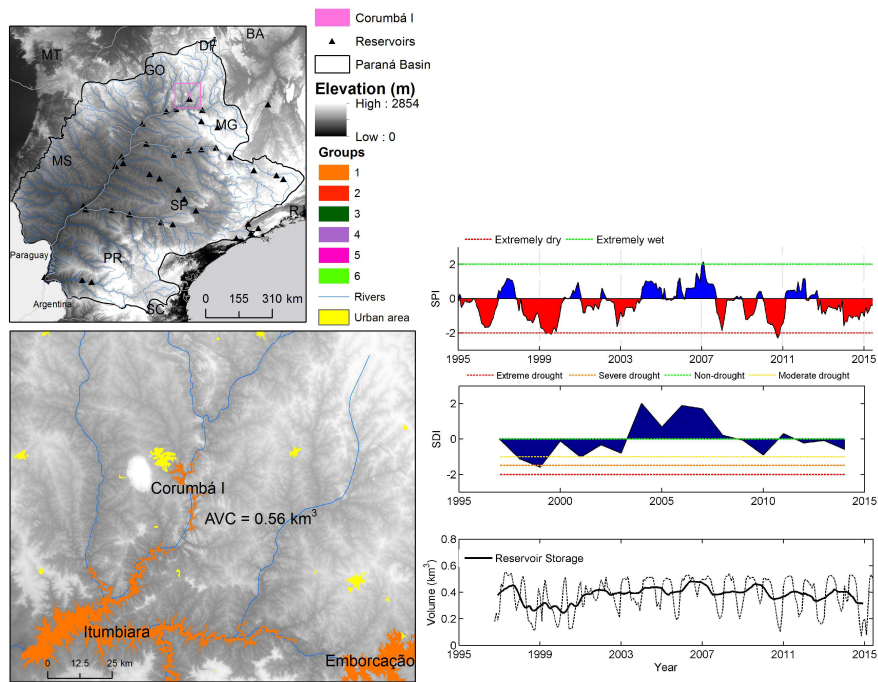 Corumbá I
Reservoirs
Paraná Basin
Elevation (m)
High : 2854
Low : 0
Groups
1
2
3
4
5
6
Rivers
Urban area
MT
BA
DF
GO
MG
MS
SP
R
PR
SC
Paraguay
Argentina
0 155 310 km
Corumbá I
AVC = 0.56 km³
Itumbiara
Emborcação
0 12.5 25 km
Extremely dry Extremely wet
SPI
2
0
-2
1995 1999 2003 2007 2011 2015
Extreme drought Severe drought Non-drought Moderate drought
SDI
2
0
-2
1995 2000 2005 2010 2015
Reservoir Storage
Volume (km³)
0.8
0.6
0.4
0.2
0
1995 1999 2003 2007 2011 2015
Year